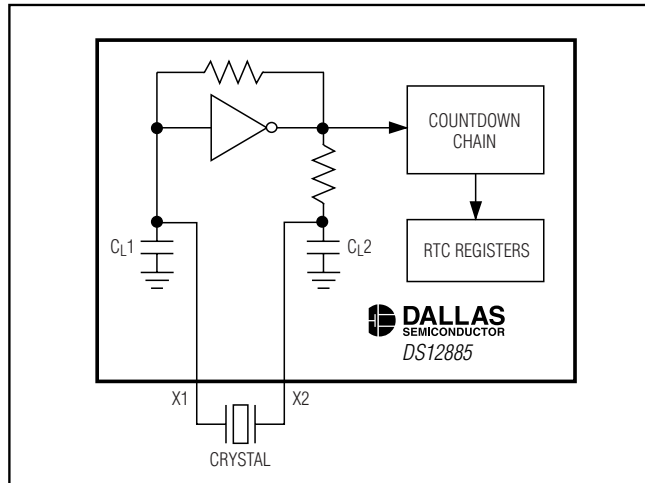 COUNTDOWN
CHAIN
CL1
CL2
RTC REGISTERS
DALLAS
SEMICONDUCTOR
DS12885
X1
X2
CRYSTAL